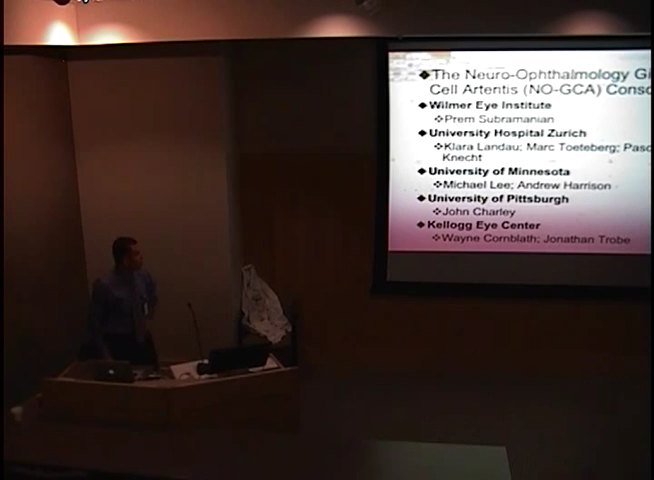 ◆The Neuro-Ophthalmology Gi
Cell Arteritis (NO-GCA) Conso
◆Wilmer Eye Institute
❖Prem Subramanian
◆University Hospital Zurich
❖Klara Landau; Marc Toeteberg; Pasc
Knecht
◆University of Minnesota
❖Michael Lee; Andrew Harrison
◆University of Pittsburgh
❖John Charley
◆Kellogg Eye Center
❖Wayne Cornblath; Jonathan Trobe